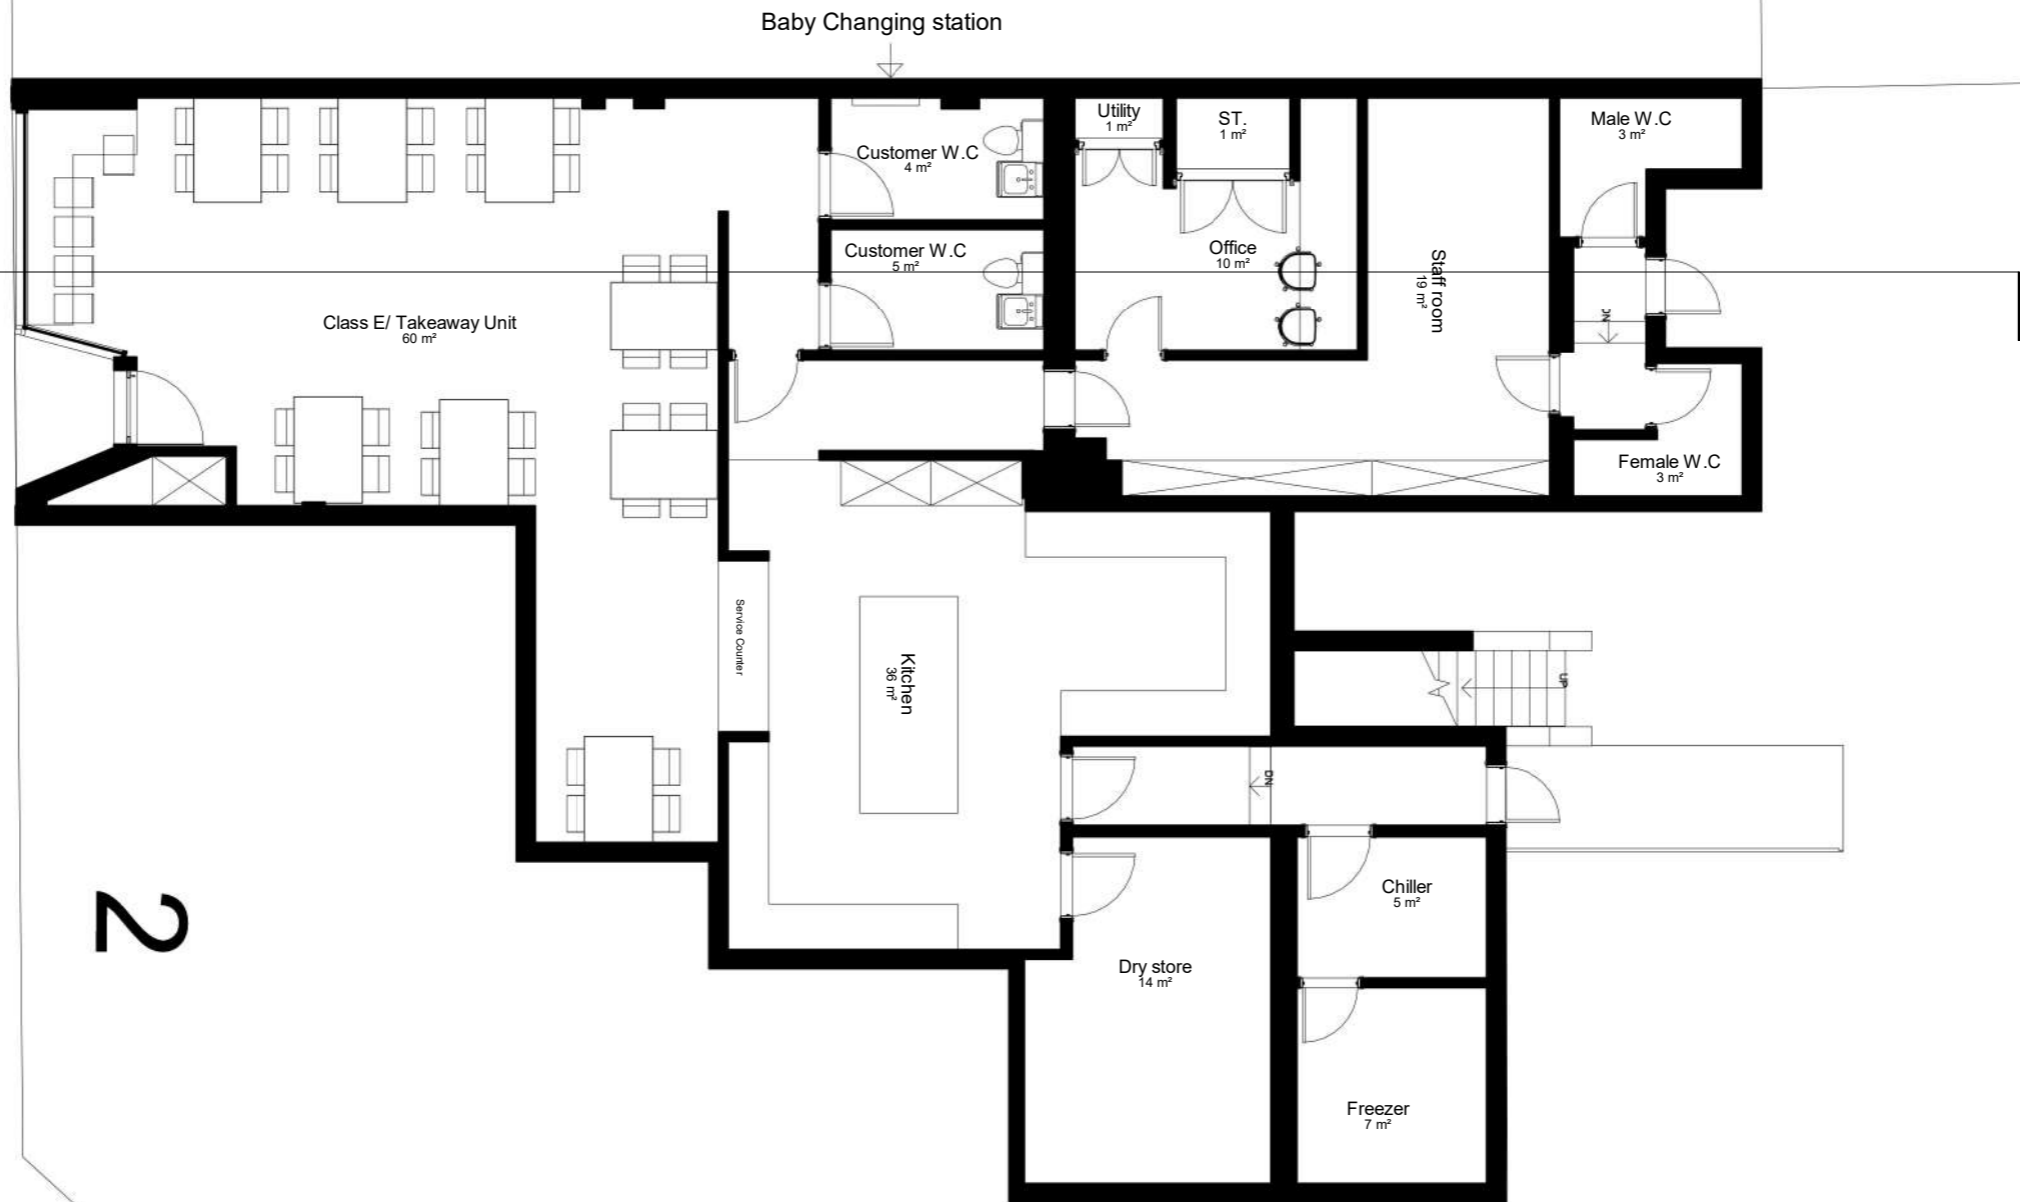 Baby Changing station
Utility
1 m²
ST.
1 m²
Male W.C
3 m²
Customer W.C
4 m²
Customer W.C
5 m²
Office
10 m²
Staff room
19 m²
DN
Class E/ Takeaway Unit
60 m²
Female W.C
3 m²
Service Counter
Kitchen
36 m²
UP
DN
Chiller
5 m²
2
Dry store
14 m²
Freezer
7 m²